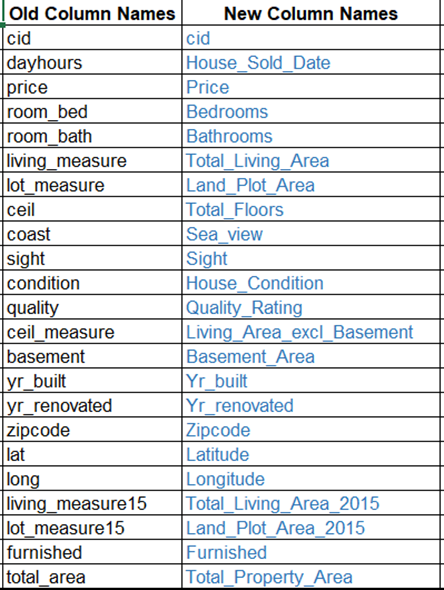 Old Column Names New Column Names
cid cid
dayhours House_Sold_Date
price Price
room_bed Bedrooms
room_bath Bathrooms
living_measure Total_Living_Area
lot_measure Land_Plot_Area
ceil Total_Floors
coast Sea_view
sight Sight
condition House_Condition
quality Quality_Rating
ceil_measure Living_Area_excl_Basement
basement Basement_Area
yr_built Yr_built
yr_renovated Yr_renovated
zipcode Zipcode
lat Latitude
long Longitude
living_measure15 Total_Living_Area_2015
lot_measure15 Land_Plot_Area_2015
furnished Furnished
total_area Total_Property_Area